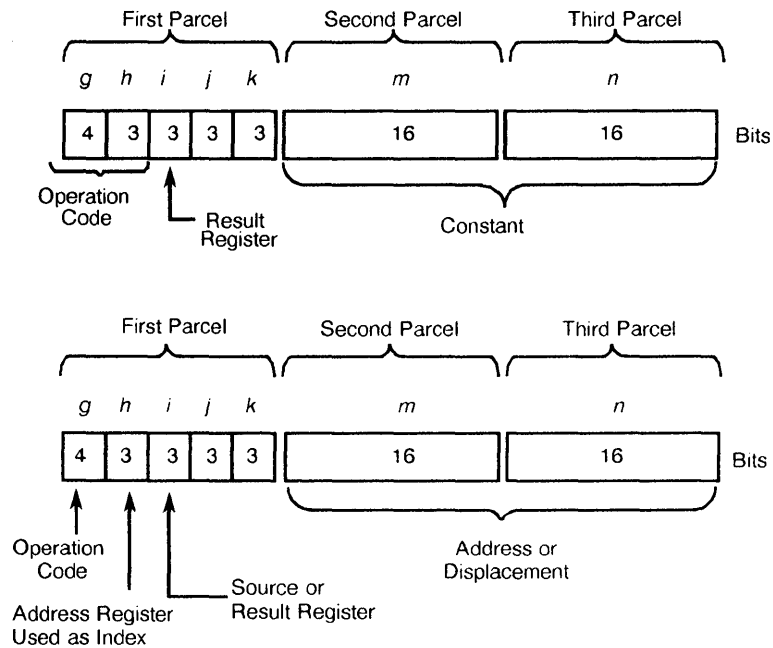 First Parcel Second Parcel Third Parcel
g h i j k m n
4 3 3 3 3 16 16 Bits
Operation
Code
Result
Register
Constant
First Parcel Second Parcel Third Parcel
g h i j k m n
4 3 3 3 3 16 16 Bits
Operation
Code
Address or
Displacement
Source or
Result Register
Address Register
Used as Index